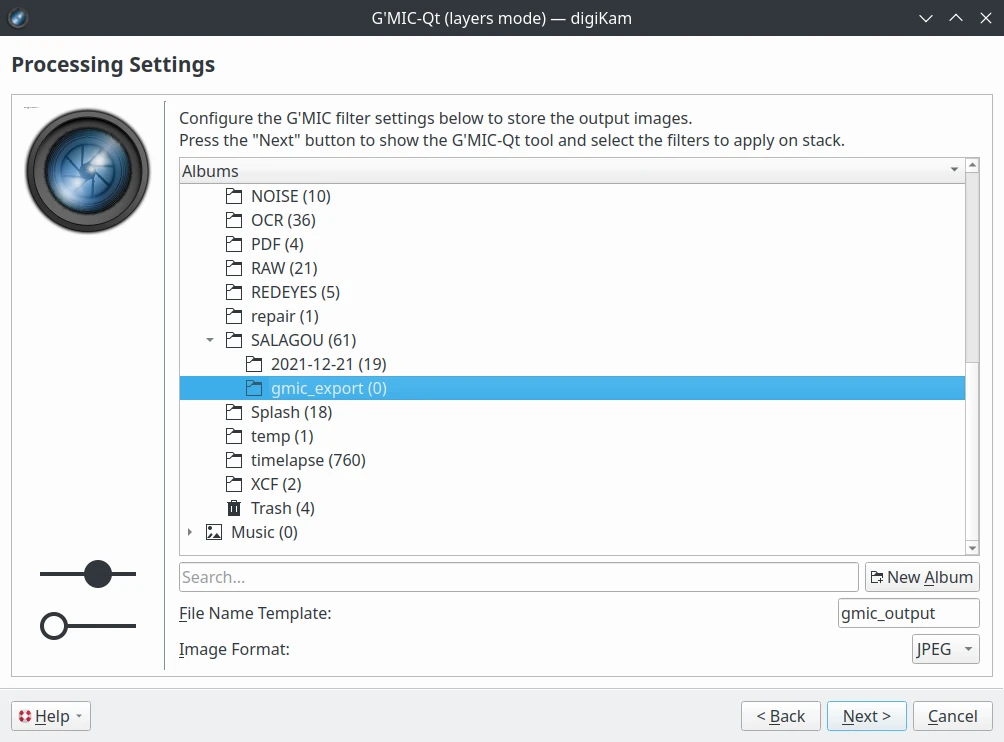 G'MIC-Qt (layers mode) — digiKam
Processing Settings
Configure the G'MIC filter settings below to store the output images.
Press the "Next" button to show the G'MIC-Qt tool and select the filters to apply on stack.
Albums
NOISE (10)
OCR (36)
PDF (4)
RAW (21)
REDEYES (5)
repair (1)
SALAGOU (61)
2021-12-21 (19)
gmic_export (0)
Splash (18)
temp (1)
timelapse (760)
XCF (2)
Trash (4)
Music (0)
Search...
New Album
File Name Template:
gmic_output
Image Format:
JPEG
Help
< Back
Next >
Cancel